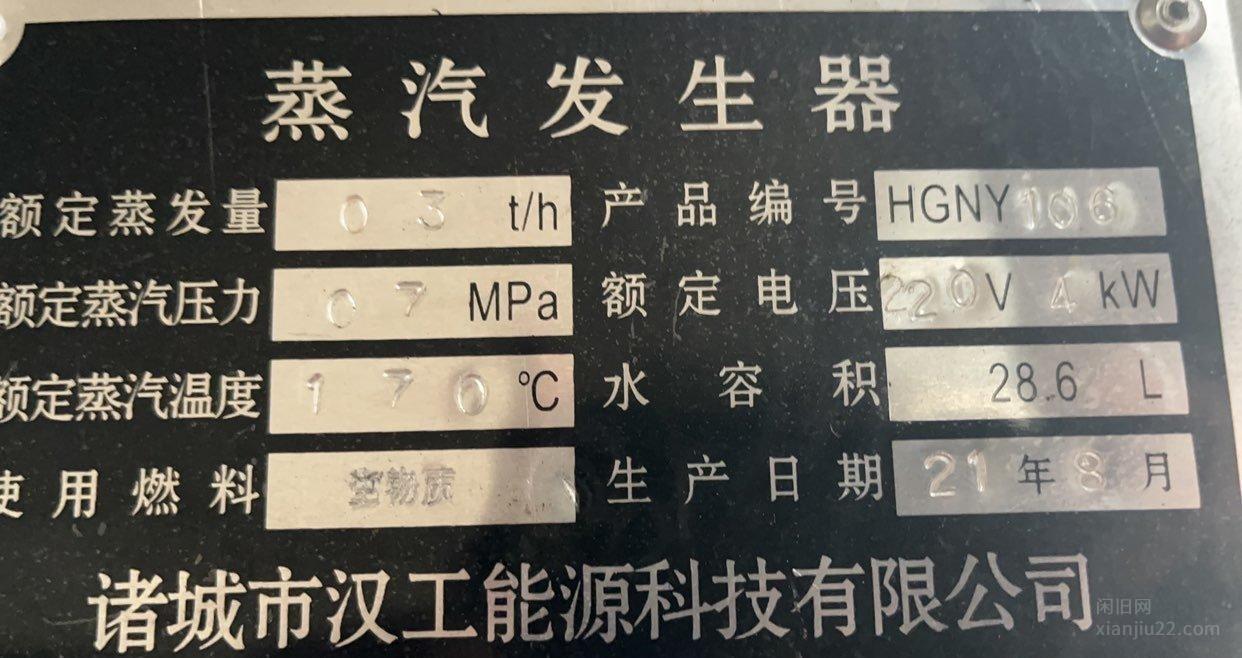 蒸汽发生器
额定蒸发量 0 3 t/h 产品编号 HGNY106
额定蒸汽压力 0 7 MPa 额定电压 220V 4 kW
额定蒸汽温度 1 7 0 ℃ 水容积 28.6 L
使用燃料 物质 生产日期 21年8月
诸城市汉工能源科技有限公司
闲旧网
xianjiu22.com